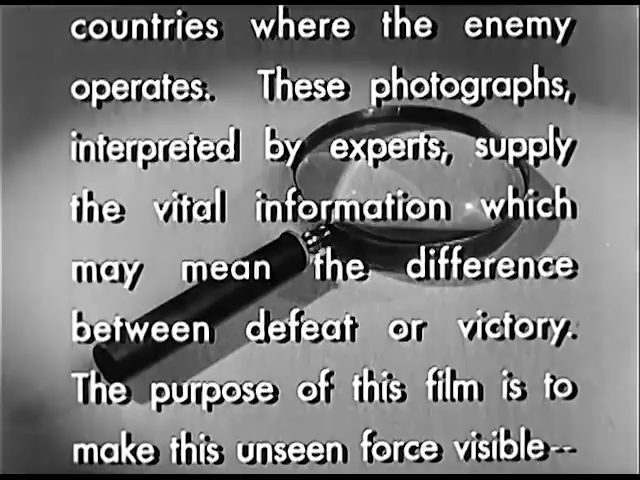 countries where the enemy
operates. These photographs,
interpreted by experts, supply
the vital information which
may mean the difference
between defeat or victory.
The purpose of this film is to
make this unseen force visible--